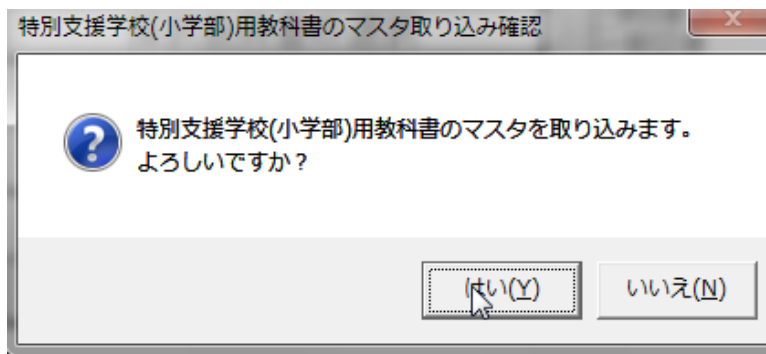 特別支援学校(小学部)用教科書のマスタ取り込み確認
特別支援学校(小学部)用教科書のマスタを取り込みます。
よろしいですか？
はい(Y)
いいえ(N)